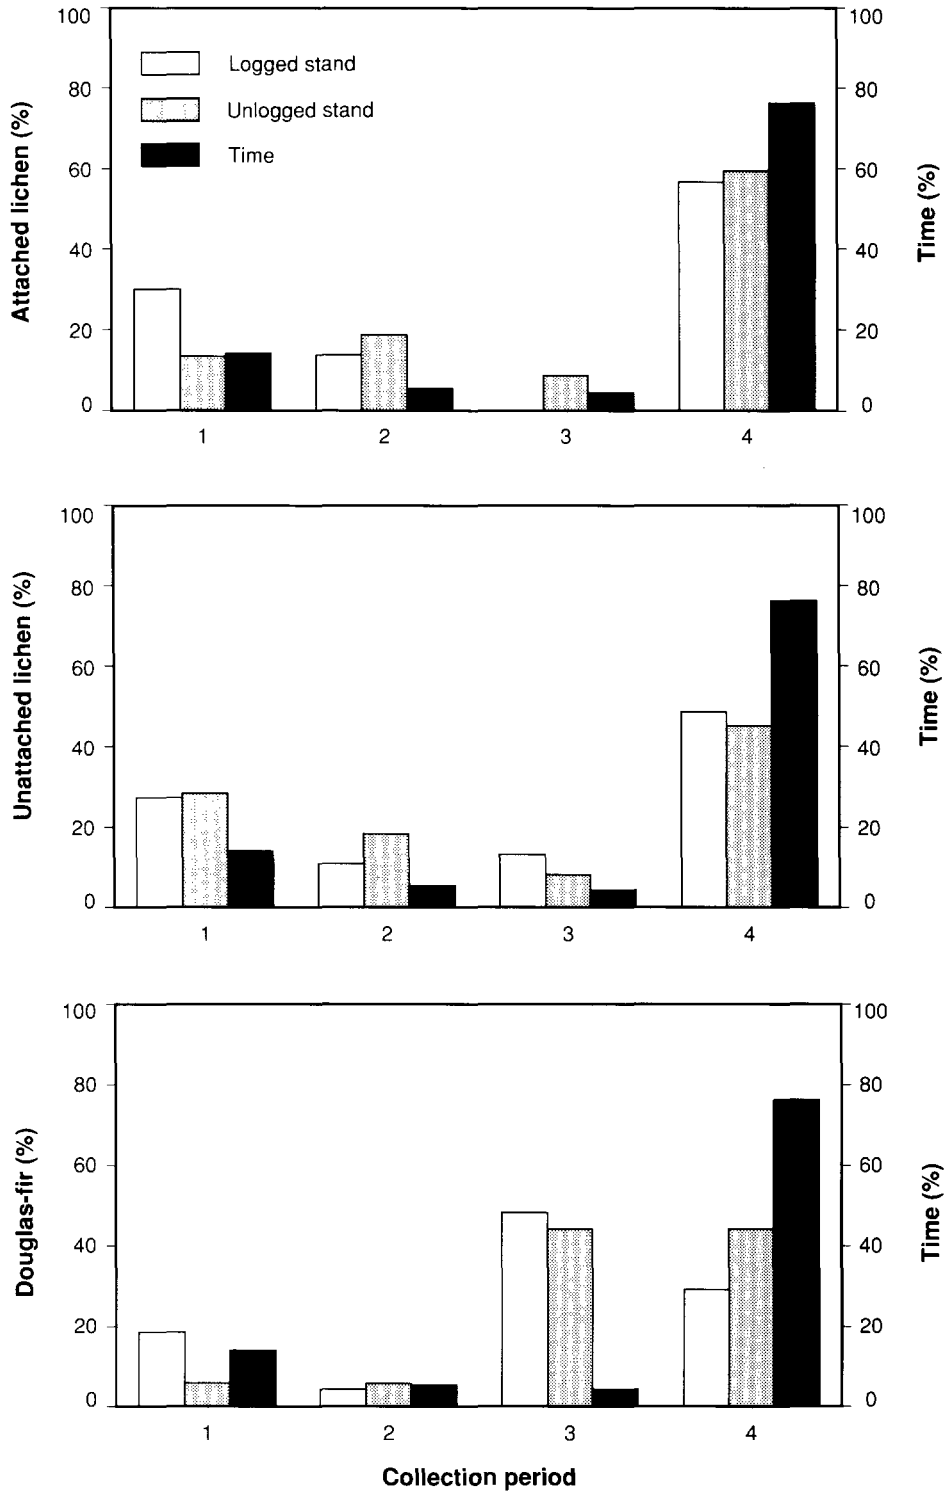 100
80
60
40
20
0
Attached lichen (%)
Logged stand
Unlogged stand
Time
100
80
60
40
20
0
Time (%)
1 2 3 4
100
80
60
40
20
0
Unattached lichen (%)
100
80
60
40
20
0
Time (%)
1 2 3 4
100
80
60
40
20
0
Douglas-fir (%)
100
80
60
40
20
0
Time (%)
1 2 3 4
Collection period